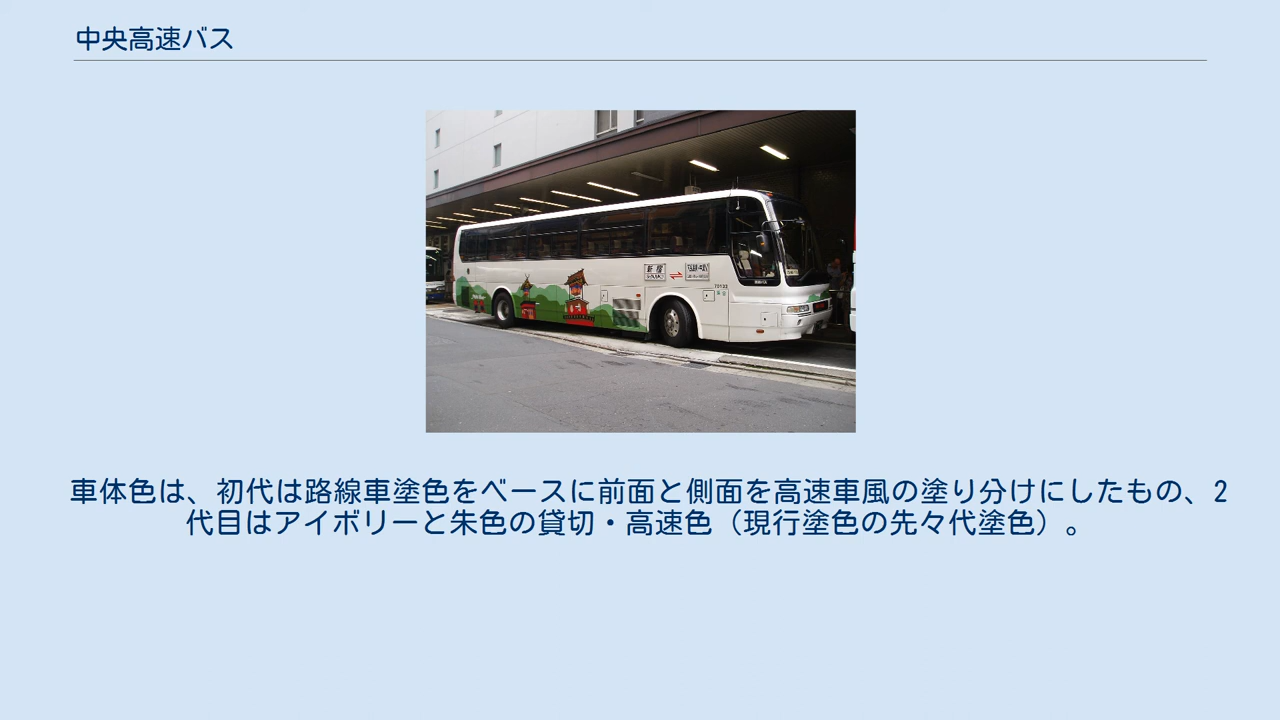 中央高速バス
新宿
車体色は、初代は路線車塗色をベースに前面と側面を高速車風の塗り分けにしたもの、2
代目はアイボリーと朱色の貸切・高速色（現行塗色の先々代塗色）。